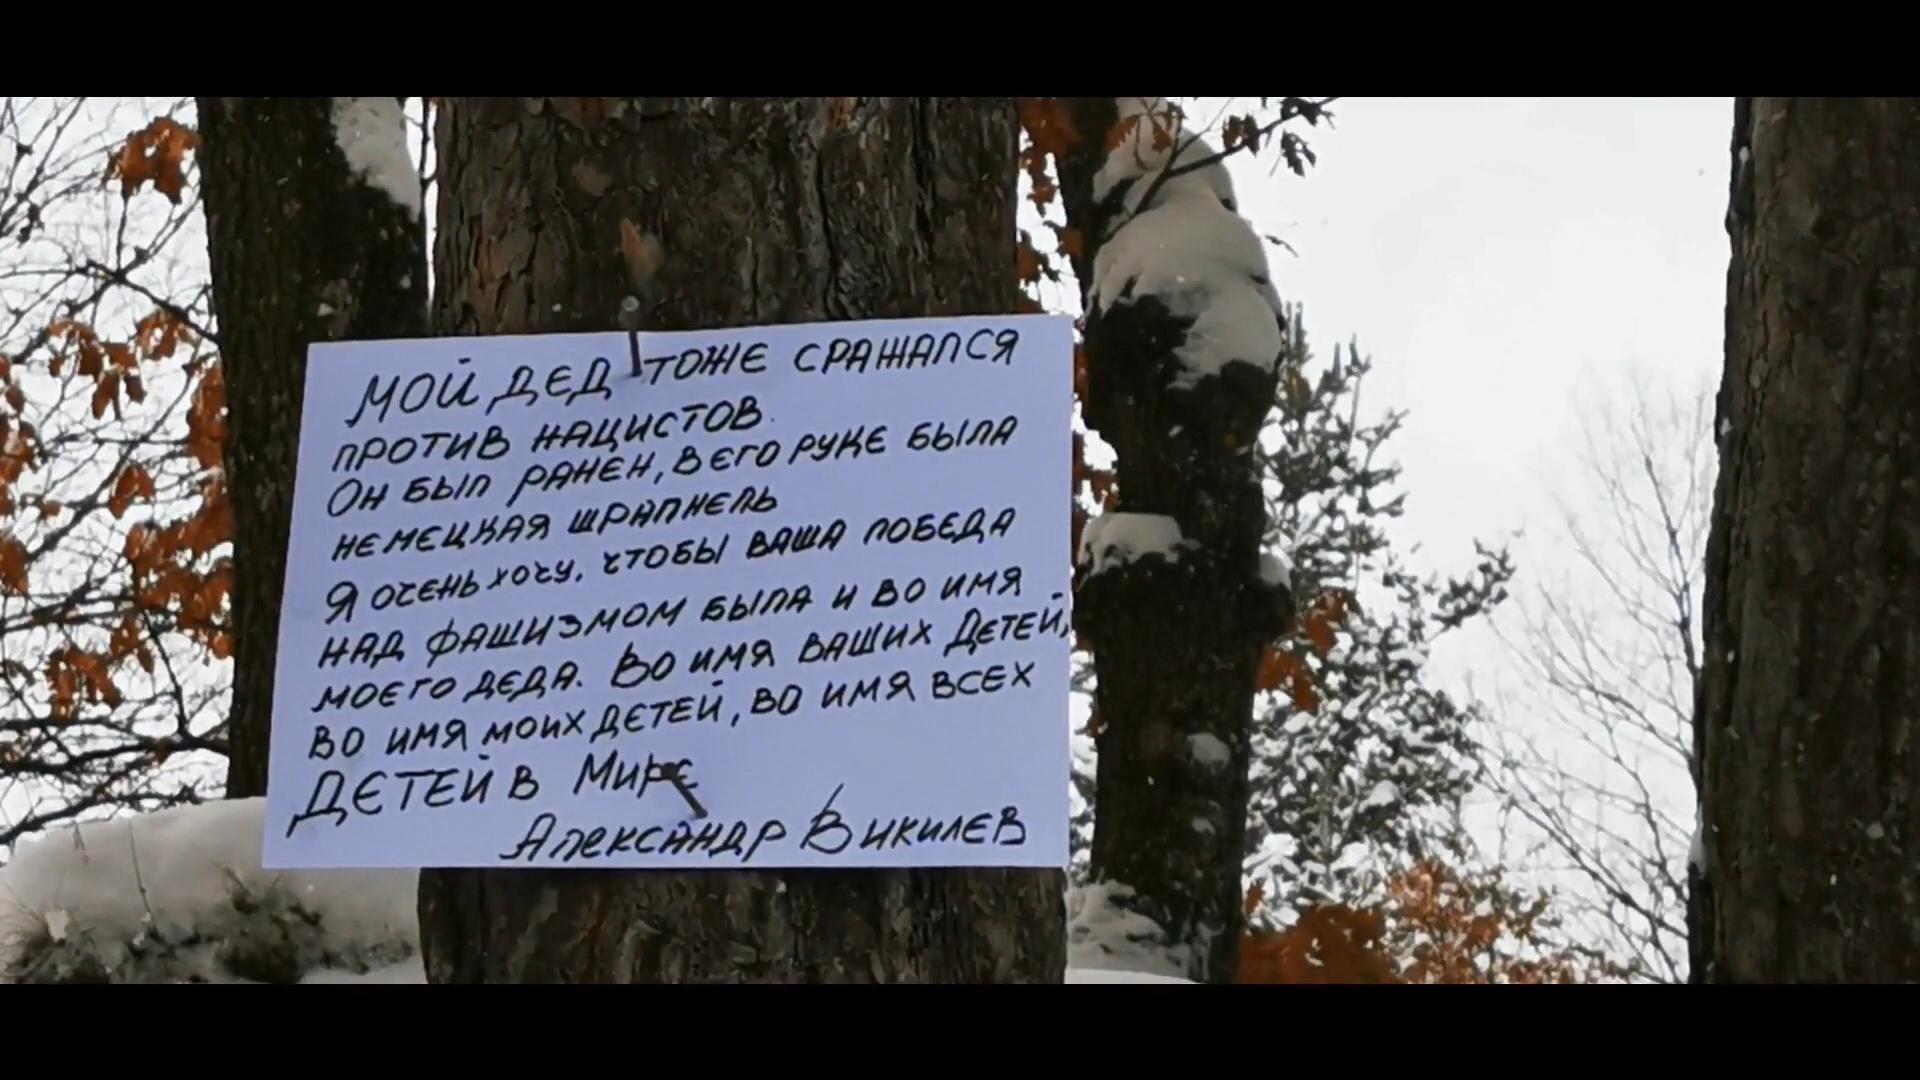 МОЙ ДЕД ТОЖЕ СРАЖАЛСЯ
ПРОТИВ НАЦИСТОВ.
ОН БЫЛ РАНЕН, В ЕГО РУКЕ БЫЛА
НЕМЕЦКАЯ ШРАПНЕЛЬ
Я ОЧЕНЬ ХОЧУ, ЧТОБЫ ВАША ПОБЕДА
НАД ФАШИЗМОМ БЫЛА И ВО ИМЯ
МОЕГО ДЕДА. ВО ИМЯ ВАШИХ ДЕТЕЙ,
ВО ИМЯ МОИХ ДЕТЕЙ, ВО ИМЯ ВСЕХ
ДЕТЕЙ В МИРЕ
АЛЕКСАНДР ВИКИЛЕВ